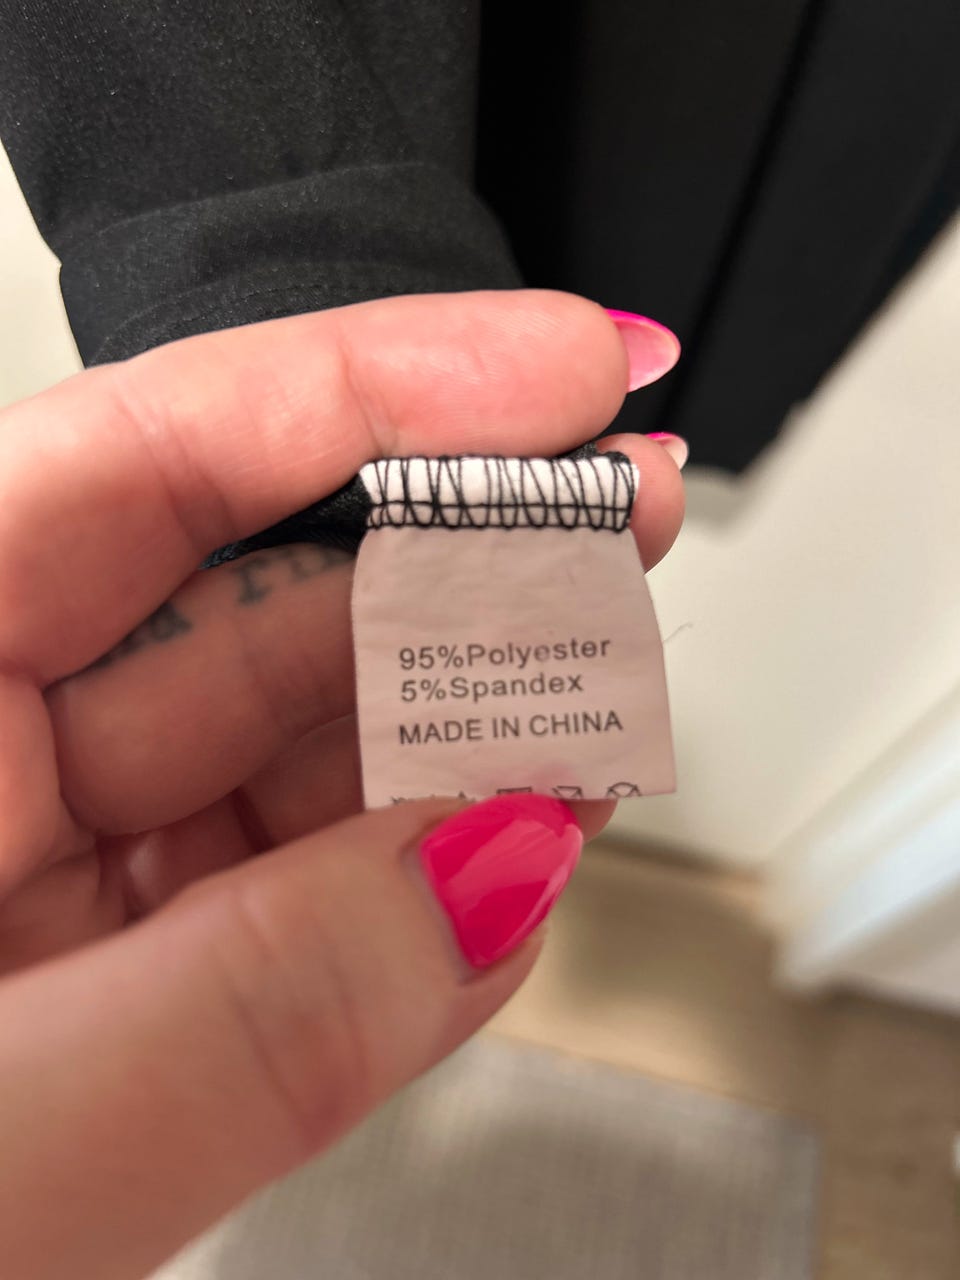 95%Polyester
5%Spandex
MADE IN CHINA